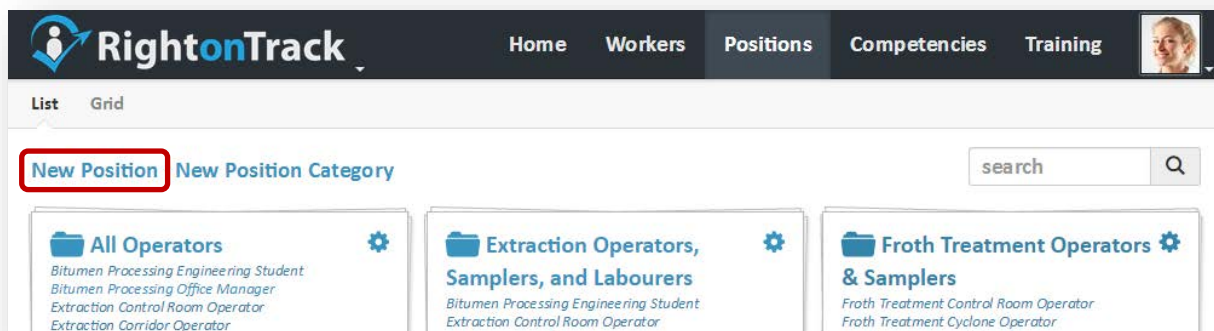 RightonTrack Home Workers Positions Competencies Training
List Grid
New Position New Position Category search
All Operators
Bitumen Processing Engineering Student
Bitumen Processing Office Manager
Extraction Control Room Operator
Extraction Corridor Operator
Extraction Operators,
Samplers, and Labourers
Bitumen Processing Engineering Student
Extraction Control Room Operator
Froth Treatment Operators
& Samplers
Froth Treatment Control Room Operator
Froth Treatment Cyclone Operator